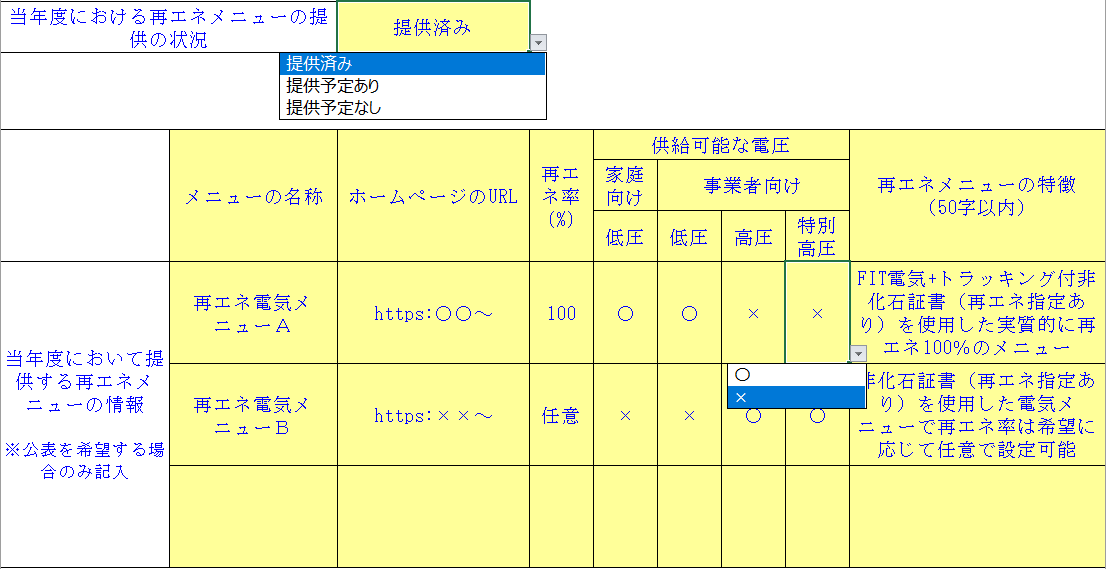 当年度における再エネメニューの提
供の状況
提供済み
提供済み
提供予定あり
提供予定なし
メニューの名称
ホームページのURL
再エ
ネ率
(%)
供給可能な電圧
家庭
向け
事業者向け
低圧
低圧
高圧
特別
高圧
再エネメニューの特徴
（50字以内）
当年度において提
供する再エネメ
ニューの情報
※公表を希望する場
合のみ記入
再エネ電気メ
ニューＡ
https:〇〇～
100
〇
〇
×
×
FIT電気+トラッキング付非
化石証書（再エネ指定あ
り）を使用した実質的に再
エネ100%のメニュー
〇
×
再エネ電気メ
ニューＢ
https:××～
任意
×
×
〇
〇
非化石証書（再エネ指定あ
り）を使用した電気メ
ニューで再エネ率は希望に
応じて任意で設定可能